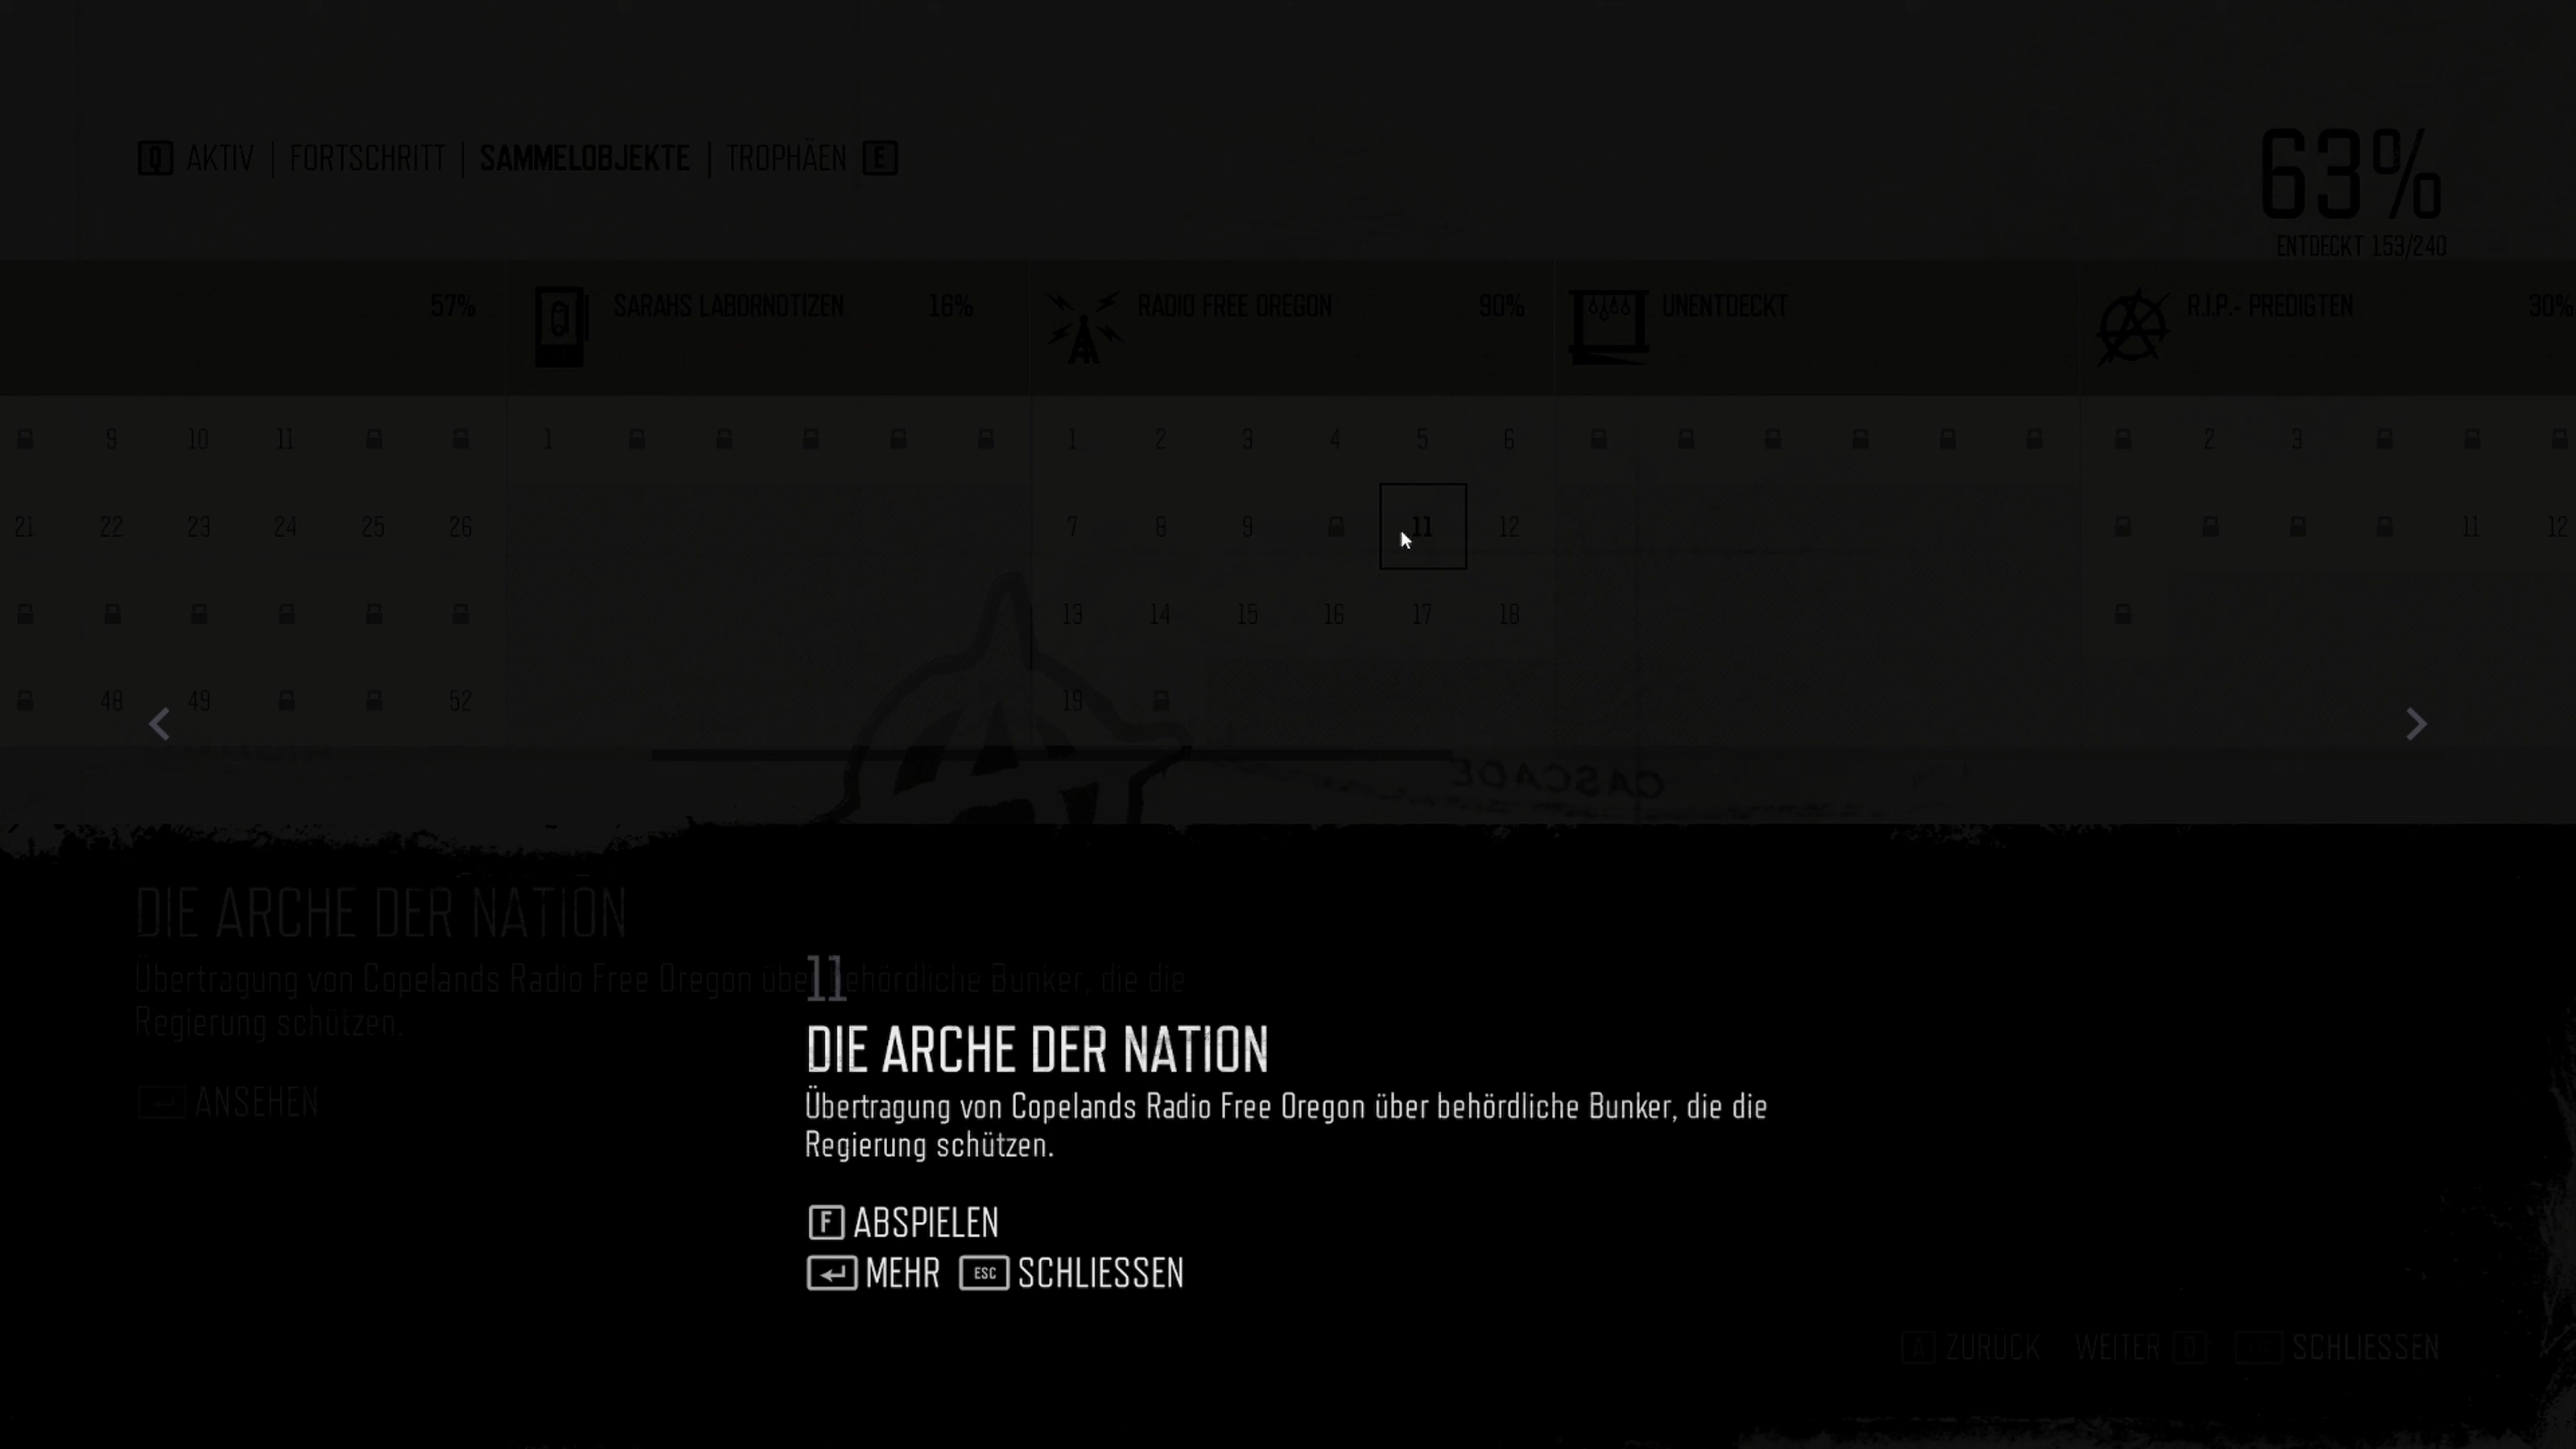 Q AKTIV | FORTSCHRITT | SAMMELOBJEKTE | TROPHÄEN E
63%
ENTDECKT 153/240
57%
SARAHS LABORNOTIZEN 16%
RADIO FREE OREGON 90%
UNENTDECKT
R.I.P.- PREDIGTEN 30%
9 10 11 1 1 2 3 4 5 6 2 3
21 22 23 24 25 26 7 8 9 11 12 11 12
13 14 15 16 17 18
48 49 52 19
CASCADE
DIE ARCHE DER NATION
Übertragung von Copelands Radio Free Oregon über behördliche Bunker, die die
Regierung schützen.
ANSEHEN
11
DIE ARCHE DER NATION
Übertragung von Copelands Radio Free Oregon über behördliche Bunker, die die
Regierung schützen.
F ABSPIELEN
MEHR ESC SCHLIESSEN
A ZURÜCK WEITER D SCHLIESSEN